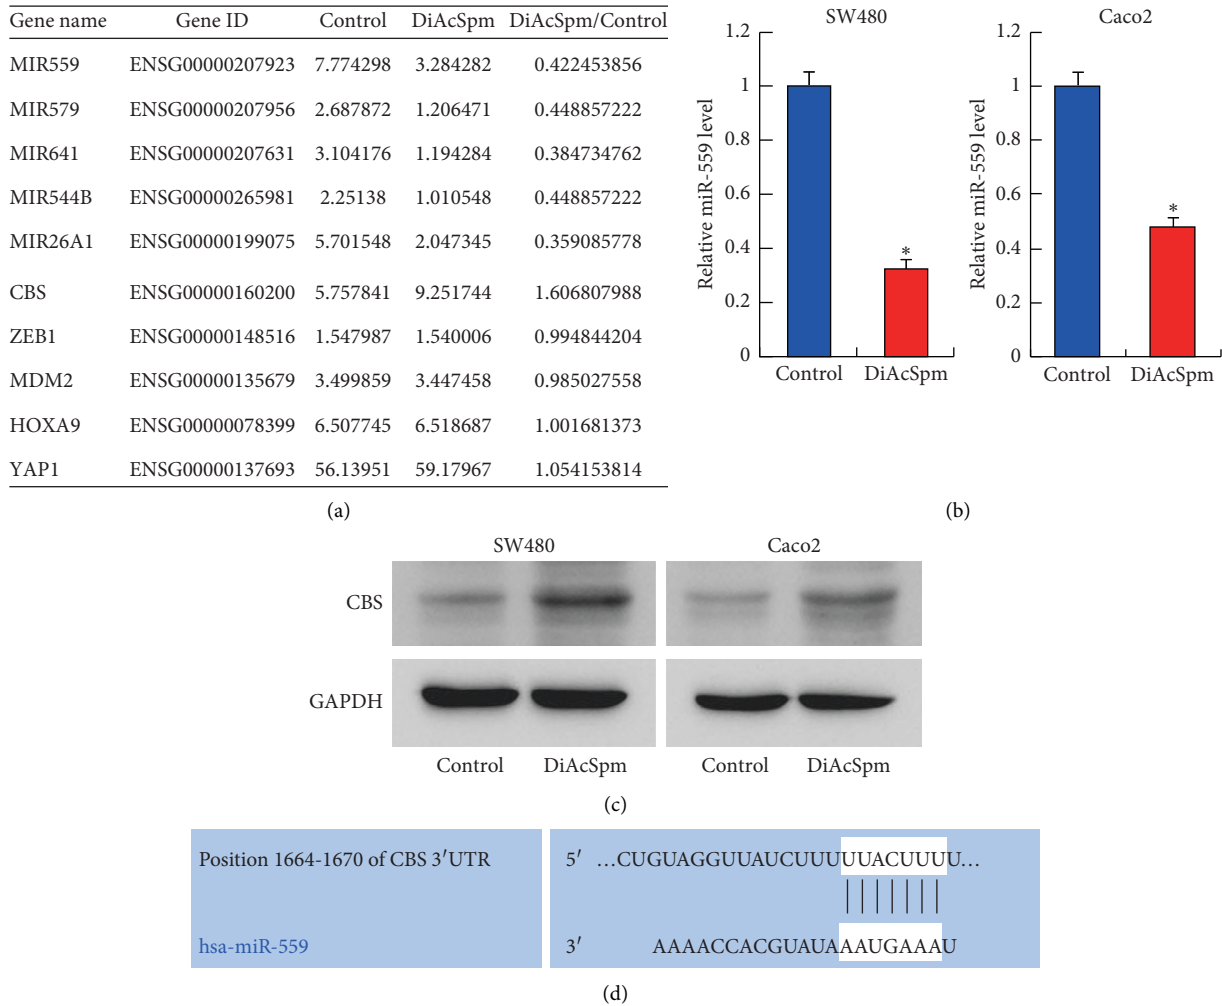 Gene name Gene ID Control DiAcSpm DiAcSpm/Control
MIR559 ENSG00000207923 7.774298 3.284282 0.422453856
MIR579 ENSG00000207956 2.687872 1.206471 0.448857222
MIR641 ENSG00000207631 3.104176 1.194284 0.384734762
MIR544B ENSG00000265981 2.25138 1.010548 0.448857222
MIR26A1 ENSG00000199075 5.701548 2.047345 0.359085778
CBS ENSG00000160200 5.757841 9.251744 1.606807988
ZEB1 ENSG00000148516 1.547987 1.540006 0.994844204
MDM2 ENSG00000135679 3.499859 3.447458 0.985027558
HOXA9 ENSG00000078399 6.507745 6.518687 1.001681373
YAP1 ENSG00000137693 56.13951 59.17967 1.054153814
(a)
SW480
Relative miR-559 level
1.2
1
0.8
0.6
0.4
0.2
0
*
Control DiAcSpm
Caco2
Relative miR-559 level
1.2
1
0.8
0.6
0.4
0.2
0
*
Control DiAcSpm
(b)
SW480 Caco2
CBS
GAPDH
Control DiAcSpm Control DiAcSpm
(c)
Position 1664-1670 of CBS 3′UTR 5′ ...CUGUAGGUUAUCUUUUUACUUUU...
hsa-miR-559 3′ AAAACCACGUAUAAAUGAAAU
(d)